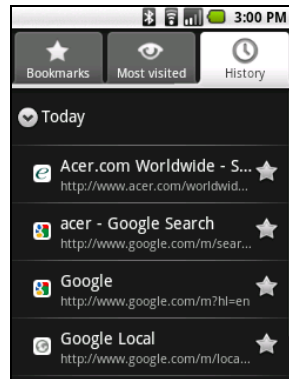 3:00 PM
Bookmarks
Most visited
History
Today
Acer.com Worldwide - S...
http://www.acer.com/worldwid...
acer - Google Search
http://www.google.com/m/sear...
Google
http://www.google.com/m?hl=en
Google Local
http://www.google.com/m/loca...